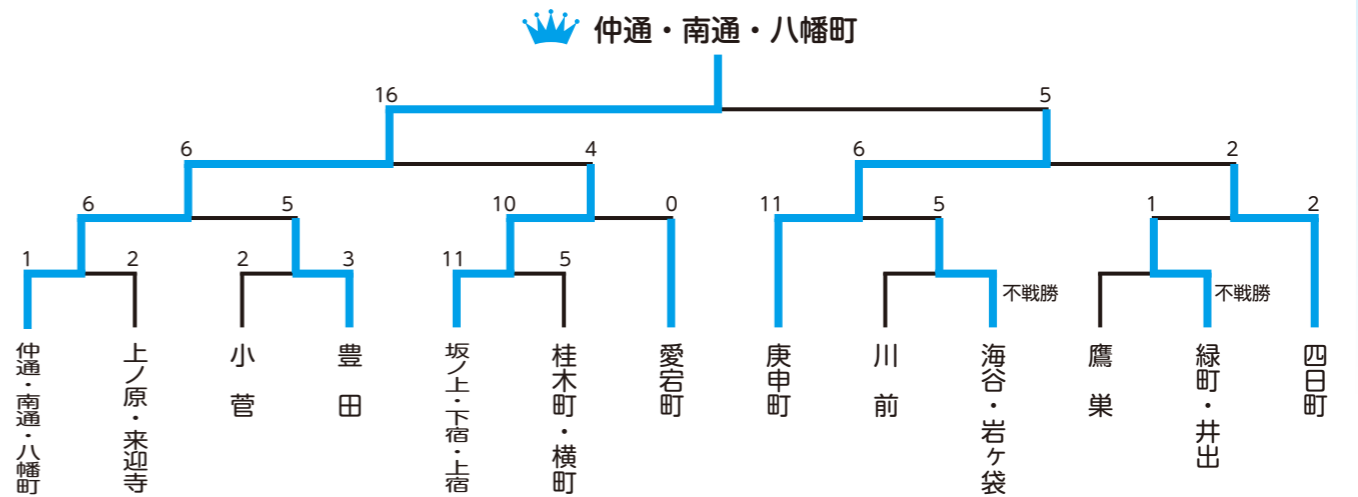 仲通・南通・八幡町
16 5
6 4 6 2
6 5 10 0 11 5 1 2
1 2 2 3 11 5
不戦勝 不戦勝
仲通・南通・八幡町
上ノ原・来迎寺
小菅
豊田
坂ノ上・下宿・上宿
桂木町・横町
愛宕町
庚申町
川前
海谷・岩ヶ袋
鷹巣
緑町・井出
四日町